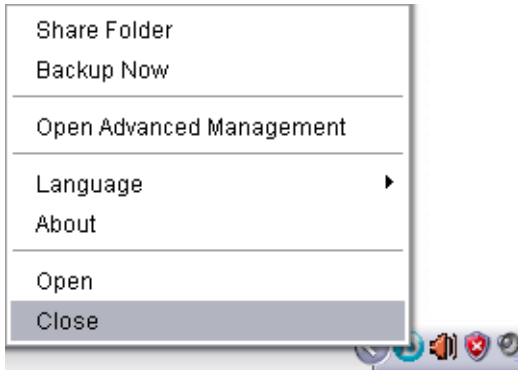 Share Folder
Backup Now
Open Advanced Management
Language
About
Open
Close